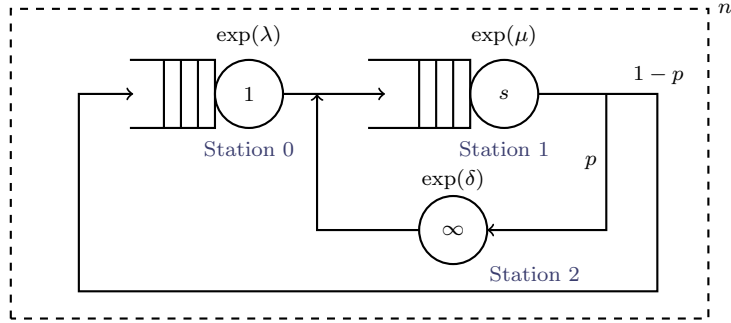 n
exp(λ)
exp(μ)
1
s
1 − p
Station 0
Station 1
p
exp(δ)
∞
Station 2